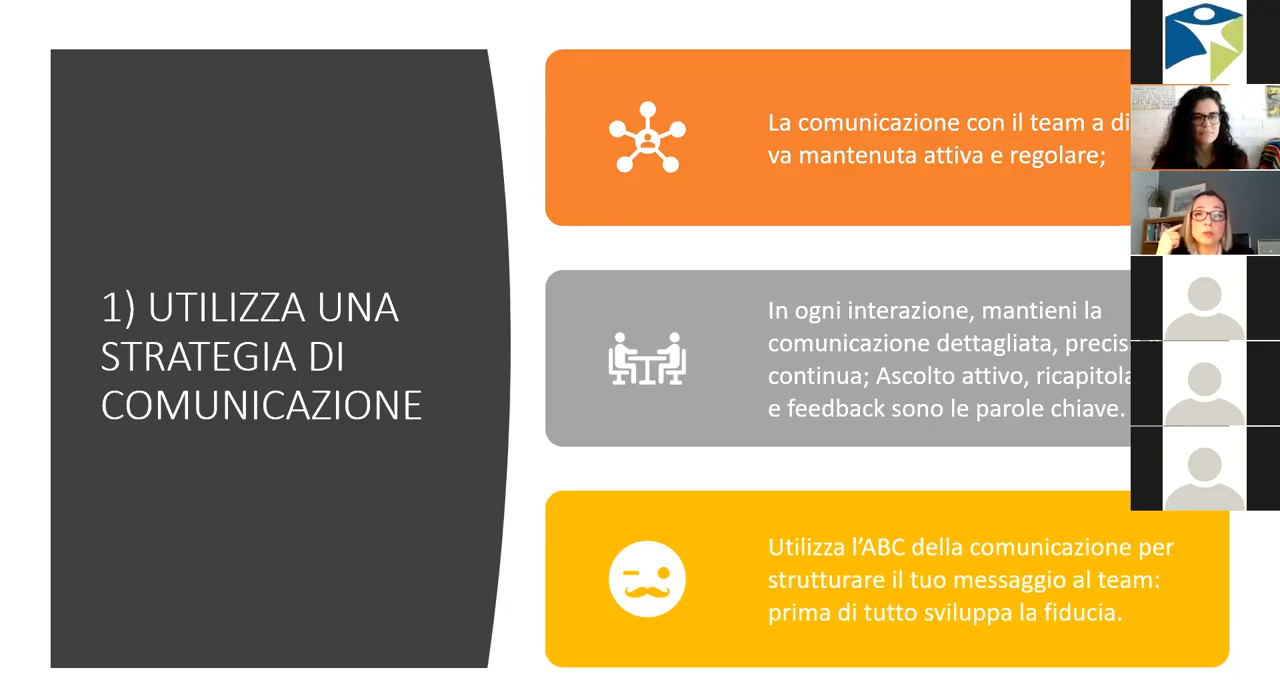 1) UTILIZZA UNA
STRATEGIA DI
COMUNICAZIONE
La comunicazione con il team a
va mantenuta attiva e regolare;
In ogni interazione, mantieni la
comunicazione dettagliata,
continua; Ascolto attivo,
e feedback sono le parole chiave.
Utilizza l’ABC della comunicazione per
strutturare il tuo messaggio al team:
prima di tutto sviluppa la fiducia.